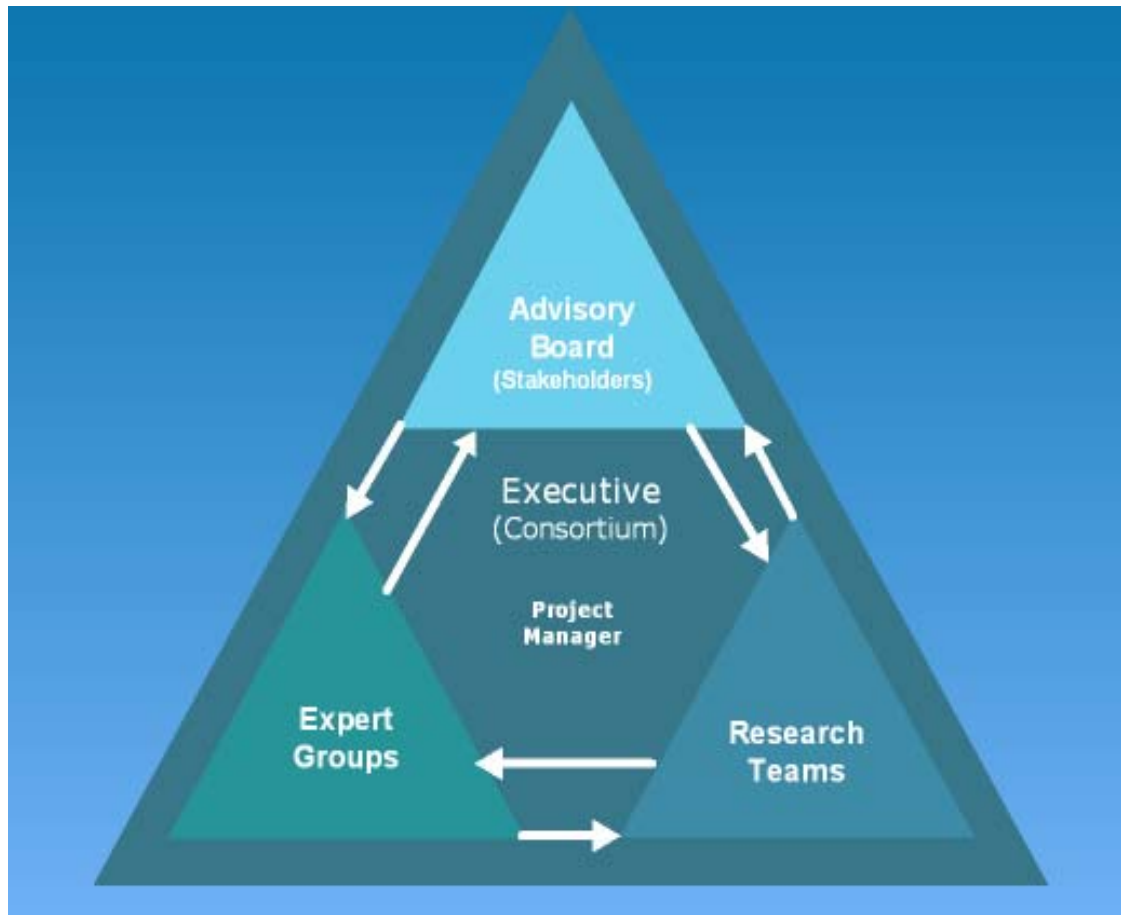 Advisory
Board
(Stakeholders)
Executive
(Consortium)
Project
Manager
Expert
Groups
Research
Teams